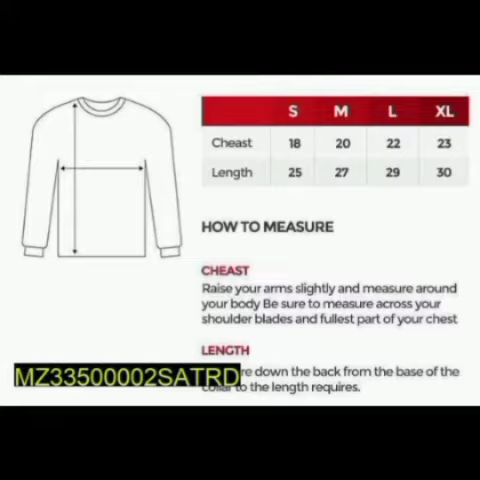 S M L XL
Cheast 18 20 22 23
Length 25 27 29 30
HOW TO MEASURE
CHEAST
Raise your arms slightly and measure around
your body Be sure to measure across your
shoulder blades and fullest part of your chest
LENGTH
MZ33500002SATRD
re down the back from the base of the
to the length requires.